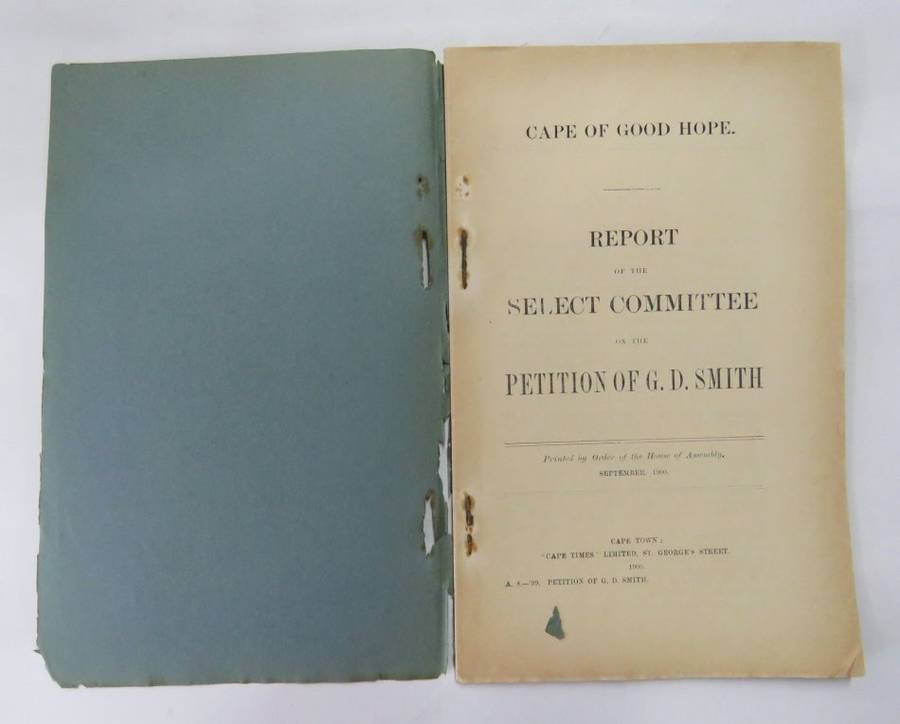 CAPE OF GOOD HOPE.
REPORT
OF THE
SELECT COMMITTEE
ON THE
PETITION OF G. D. SMITH
Printed by Order of the House of Assembly.
SEPTEMBER, 1900.
CAPE TOWN:
"CAPE TIMES" LIMITED, ST. GEORGE'S STREET.
1900.
A. 8.—'99. PETITION OF G. D. SMITH.